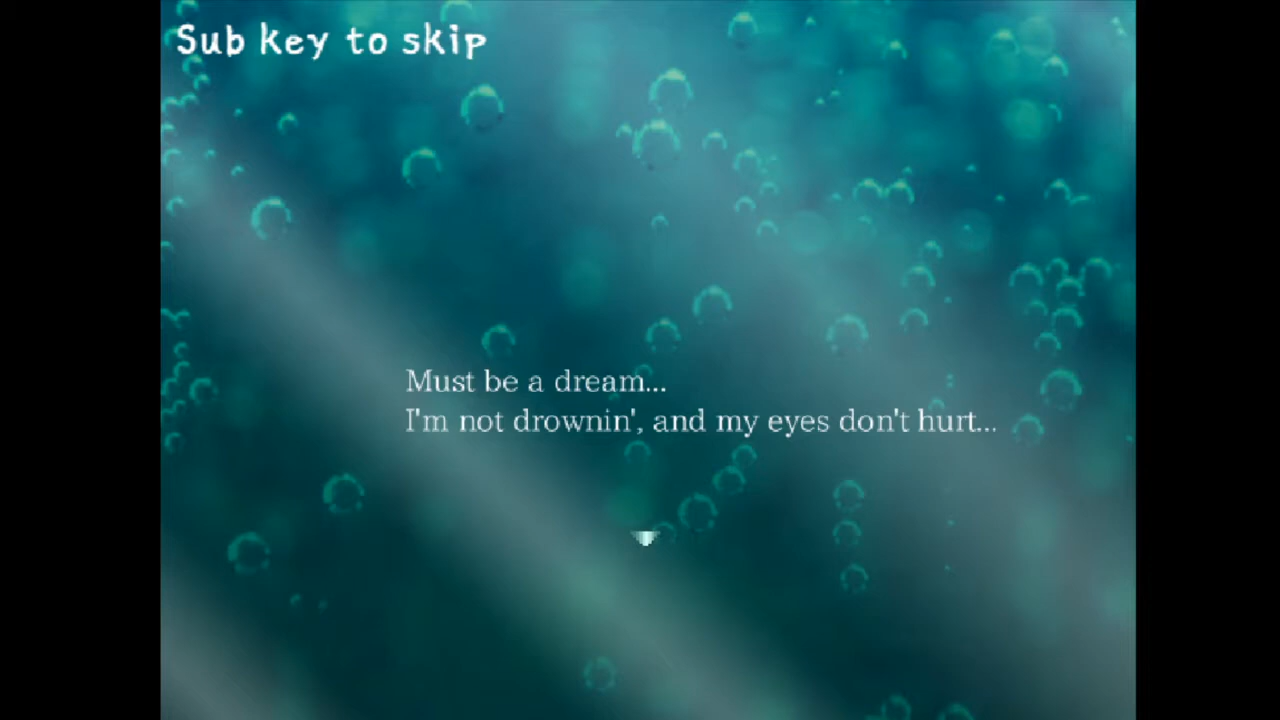 Sub key to skip
Must be a dream...
I'm not drownin', and my eyes don't hurt...